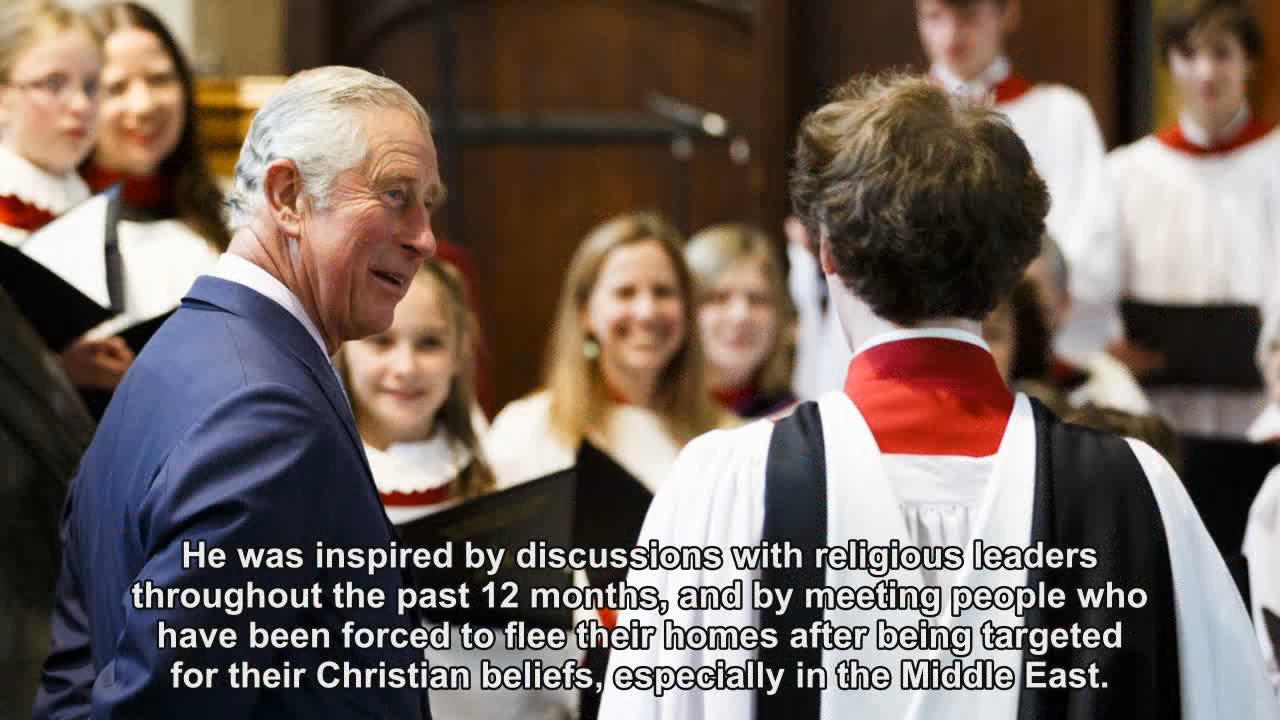 He was inspired by discussions with religious leaders
throughout the past 12 months, and by meeting people who
have been forced to flee their homes after being targeted
for their Christian beliefs, especially in the Middle East.